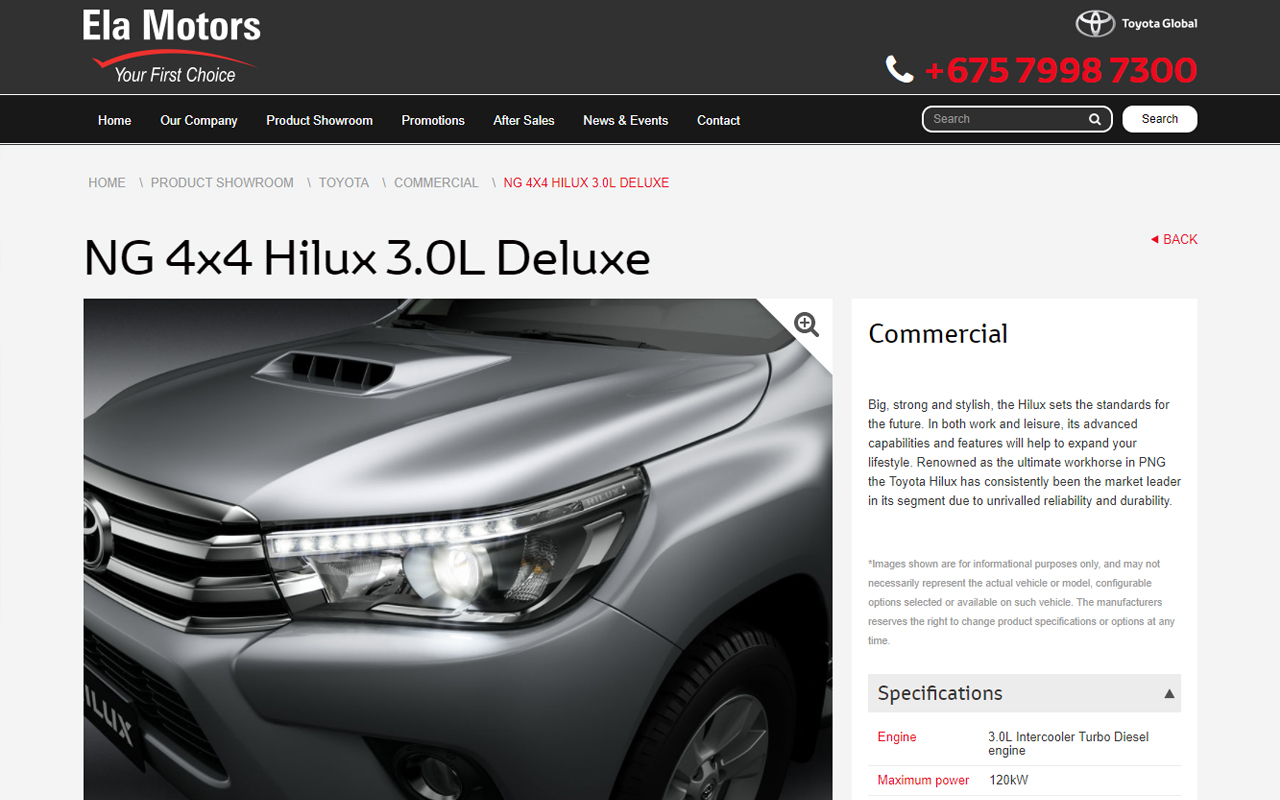 Ela Motors
Your First Choice
Toyota Global
+675 7998 7300
Home
Our Company
Product Showroom
Promotions
After Sales
News & Events
Contact
Search
Search
HOME \ PRODUCT SHOWROOM \ TOYOTA \ COMMERCIAL \ NG 4X4 HILUX 3.0L DELUXE
NG 4x4 Hilux 3.0L Deluxe
BACK
HILUX
ILUX
Commercial
Big, strong and stylish, the Hilux sets the standards for
the future. In both work and leisure, its advanced
capabilities and features will help to expand your
lifestyle. Renowned as the ultimate workhorse in PNG
the Toyota Hilux has consistently been the market leader
in its segment due to unrivalled reliability and durability.
*Images shown are for informational purposes only, and may not
necessarily represent the actual vehicle or model, configurable
options selected or available on such vehicle. The manufacturers
reserves the right to change product specifications or options at any
time.
Specifications
Engine
3.0L Intercooler Turbo Diesel
engine
Maximum power
120kW